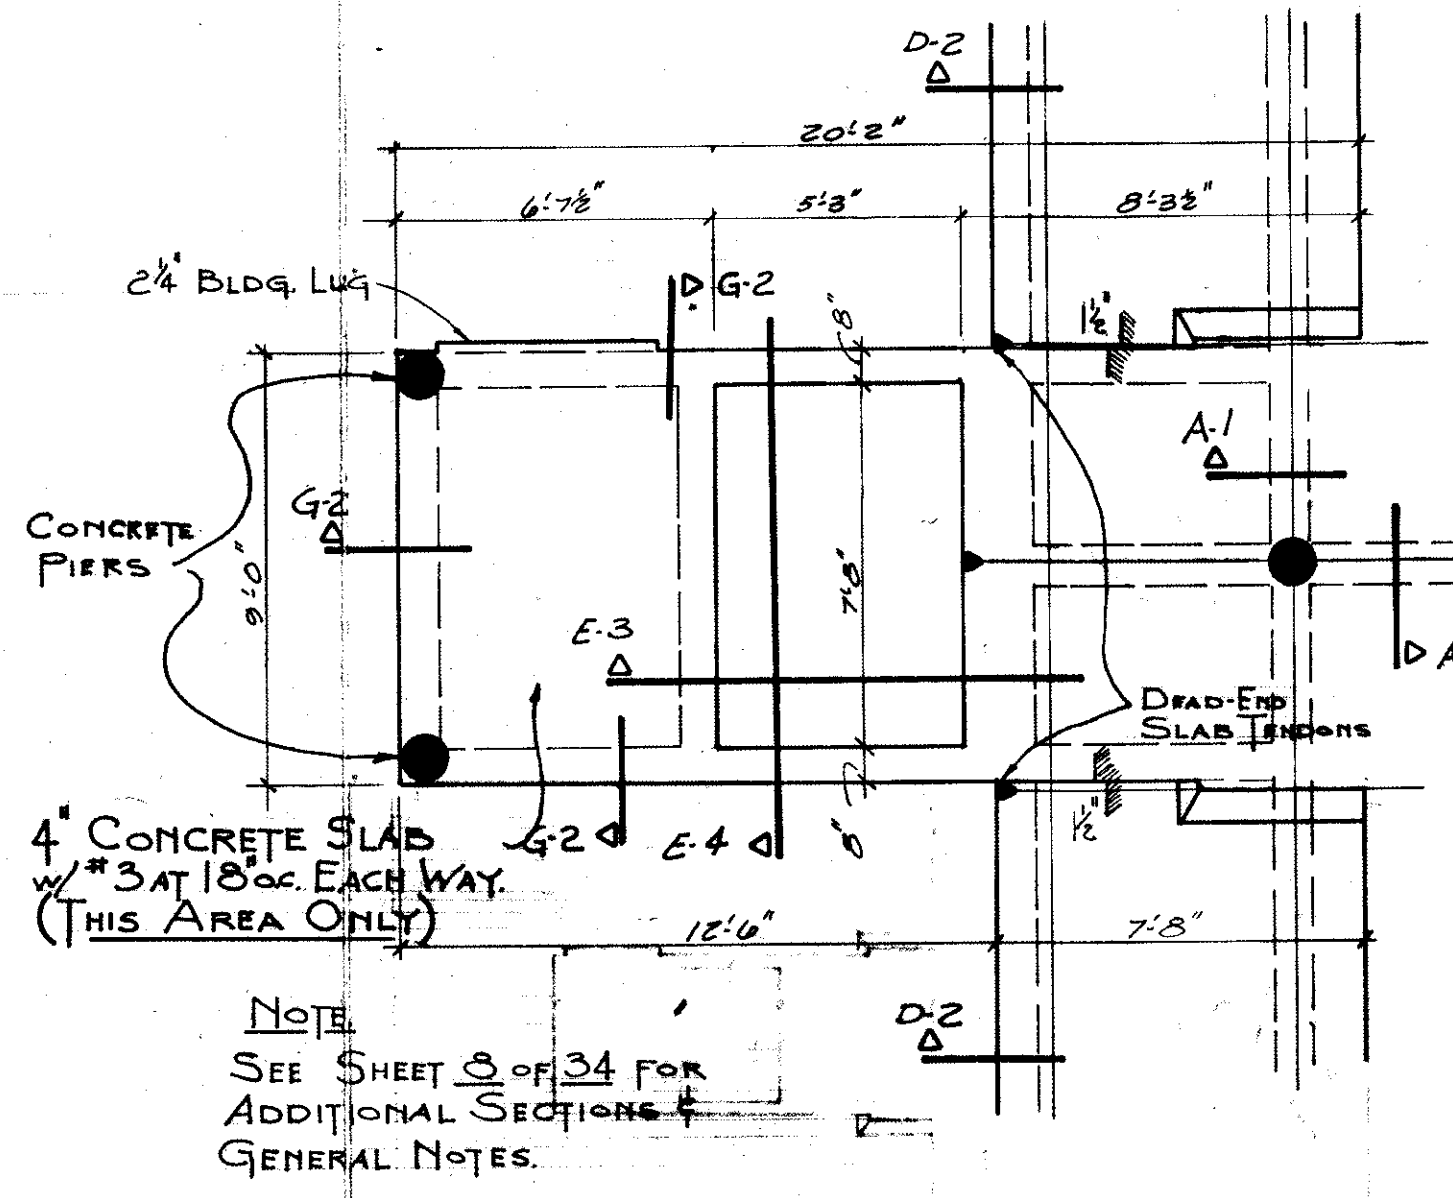 D-2
20'-2"
6'-7½"
5'-3"
8'-3½"
2¼" BLDG. LUG
G-2
8"
1½"
A-1
G-2
CONCRETE
PIERS
9'-0"
7'-8"
E-3
A
DEAD-END
SLAB TENDONS
4" CONCRETE SLAB
W/ #3 AT 18" O.C. EACH WAY.
(THIS AREA ONLY)
G-2
E-4
8"
1½"
12'-6"
7'-8"
NOTE
SEE SHEET 8 OF 34 FOR
ADDITIONAL SECTIONS &
GENERAL NOTES.
D-2